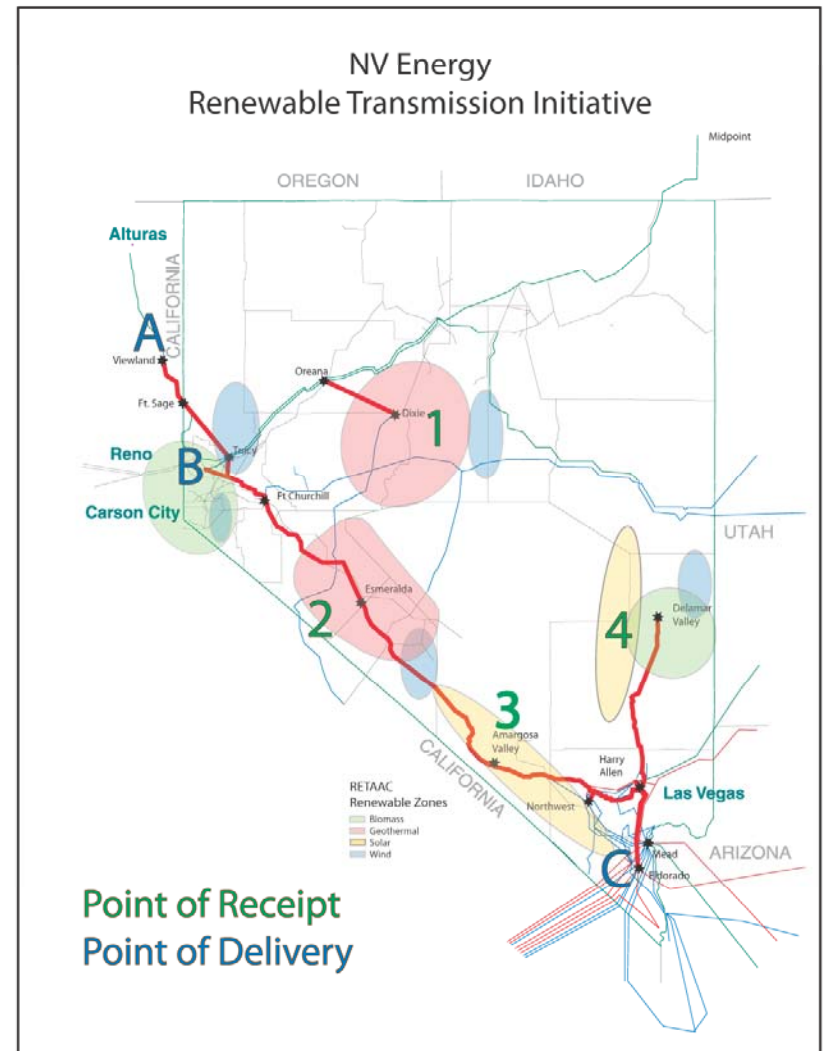 NV Energy
Renewable Transmission Initiative
Midpoint
OREGON
IDAHO
Alturas
CALIFORNIA
A
Viewland
Oreana
Ft. Sage
Dixie
1
Reno
B
Tracy
Carson City
Ft Churchill
UTAH
Esmeralda
2
4
Delamar
Valley
3
Amargosa
Valley
CALIFORNIA
Harry
Allen
Las Vegas
Northwest
RETAAC
Renewable Zones
Biomass
Geothermal
Solar
Wind
Mead
ARIZONA
C
Eldorado
Point of Receipt
Point of Delivery